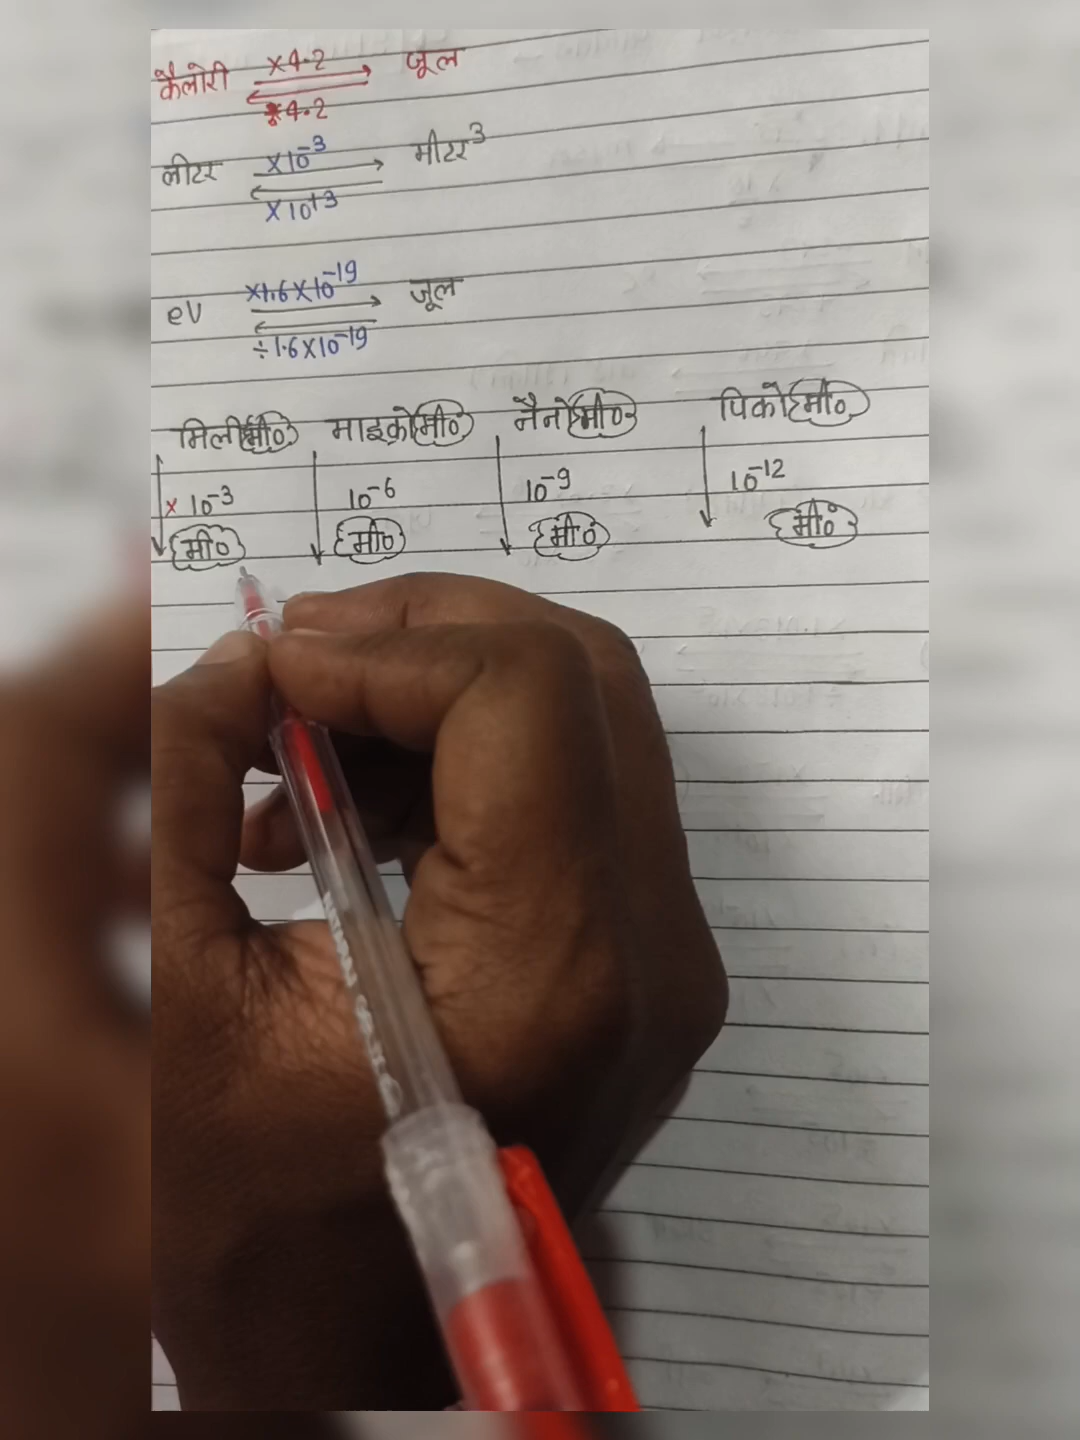 कैलोरी ×4.2 जूल
÷4.2
लीटर ×10⁻³ मीटर³
×10⁺³
eV ×1.6×10⁻¹⁹ जूल
÷1.6×10⁻¹⁹
मिलीमी० माइक्रोमी० नैनोमी० पिकोमी०
× 10⁻³ 10⁻⁶ 10⁻⁹ 10⁻¹²
मी० मी० मी० मी०